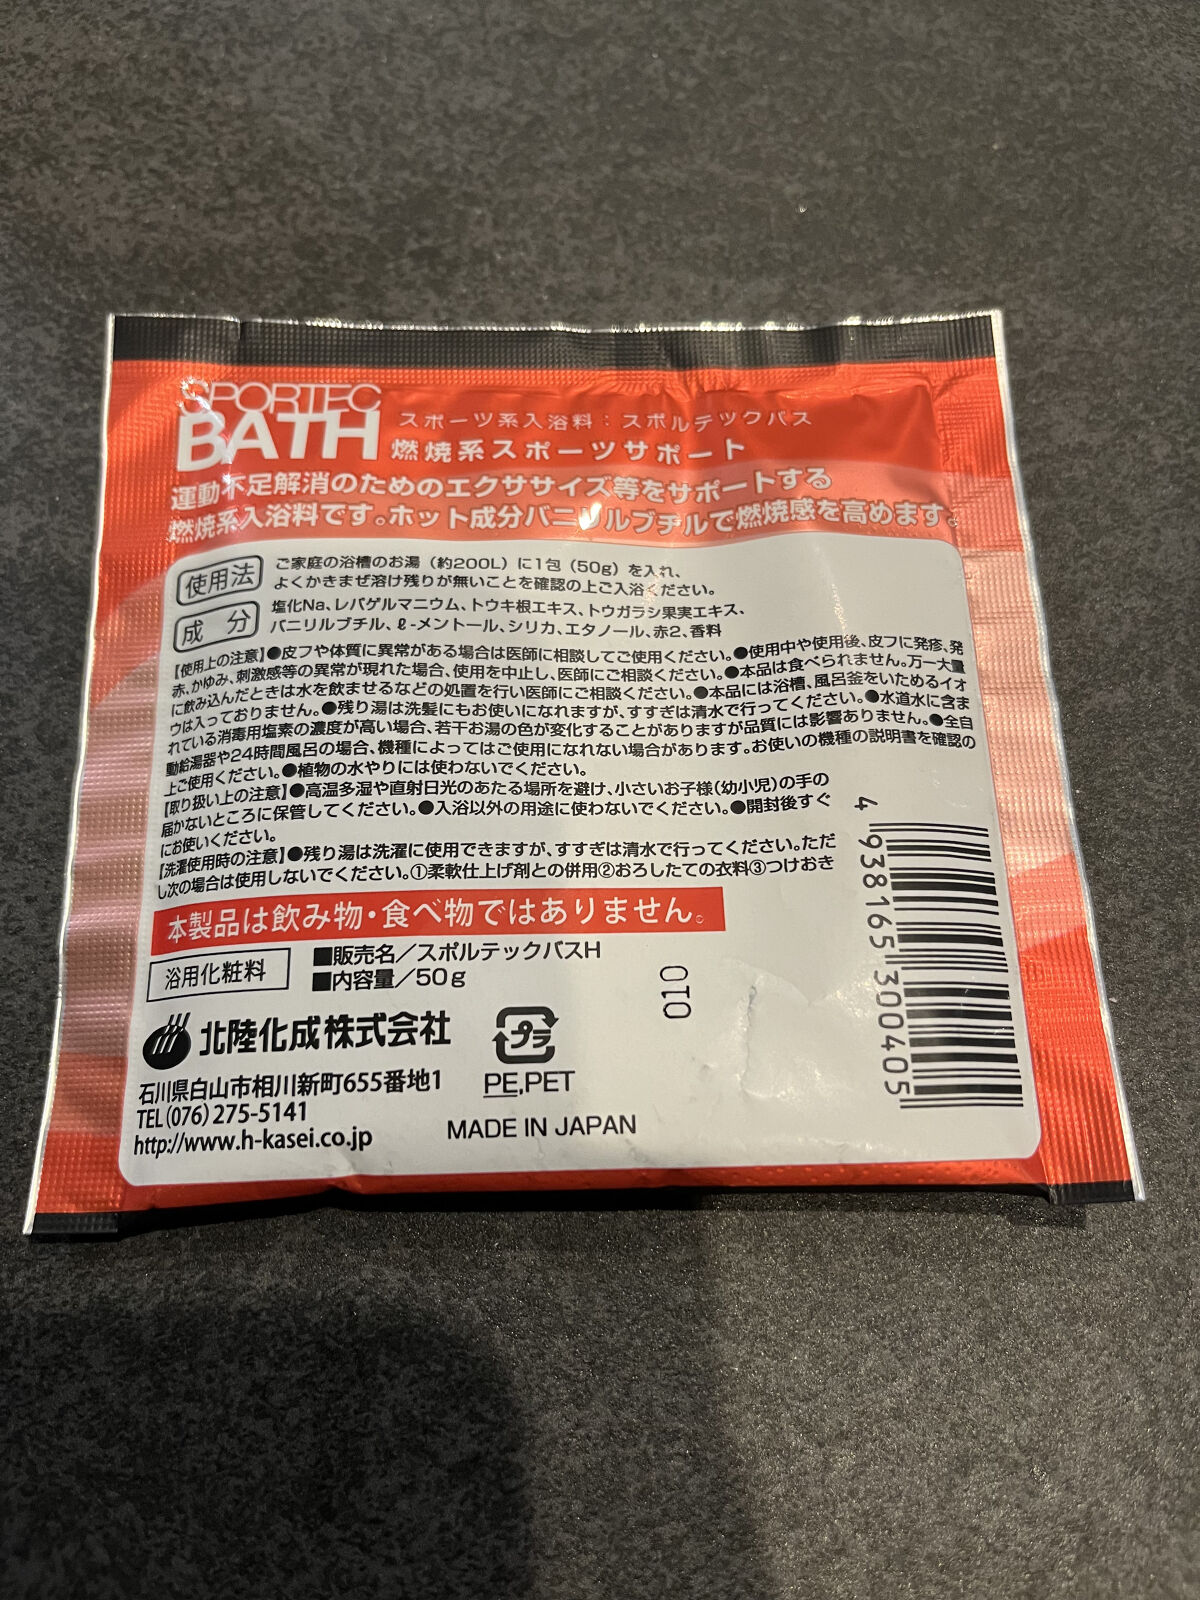 SPORTEC
BATH
スポーツ系入浴料：スポルテックバス
燃焼系スポーツサポート
運動不足解消のためのエクササイズ等をサポートする
燃焼系入浴料です。ホット成分バニリルブチルで燃焼感を高めます。
使用法
ご家庭の浴槽のお湯（約200L）に1包（50g）を入れ、
よくかきまぜ溶け残りが無いことを確認の上ご入浴ください。
成 分
塩化Na、レパゲルマニウム、トウキ根エキス、トウガラシ果実エキス、
バニリルブチル、ℓ-メントール、シリカ、エタノール、赤2、香料
【使用上の注意】●皮フや体質に異常がある場合は医師に相談してご使用ください。●使用中や使用後、皮フに発疹、発
赤、かゆみ、刺激感等の異常が現れた場合、使用を中止し、医師にご相談ください。●本品は食べられません。万一大量
に飲み込んだときは水を飲ませるなどの処置を行い医師にご相談ください。●本品には浴槽、風呂釜をいためるイオ
ウは入っておりません。●残り湯は洗髪にもお使いになれますが、すすぎは清水で行ってください。●水道水に含ま
れている消毒用塩素の濃度が高い場合、若干お湯の色が変化することがありますが品質には影響ありません。●全自
動給湯器や24時間風呂の場合、機種によってはご使用になれない場合があります。お使いの機種の説明書を確認の
上ご使用ください。●植物の水やりには使わないでください。
【取り扱い上の注意】●高温多湿や直射日光のあたる場所を避け、小さいお子様（幼小児）の手の
届かないところに保管してください。●入浴以外の用途に使わないでください。●開封後すぐ
にお使いください。
【洗濯使用時の注意】●残り湯は洗濯に使用できますが、すすぎは清水で行ってください。ただ
し次の場合は使用しないでください。①柔軟仕上げ剤との併用②おろしたての衣料③つけおき
本製品は飲み物・食べ物ではありません。
浴用化粧料
■販売名／スポルテックバスH
■内容量／50g
010
北陸化成株式会社
プラ
PE,PET
石川県白山市相川新町655番地1
TEL(076)275-5141
http://www.h-kasei.co.jp
MADE IN JAPAN
4 938165 300405